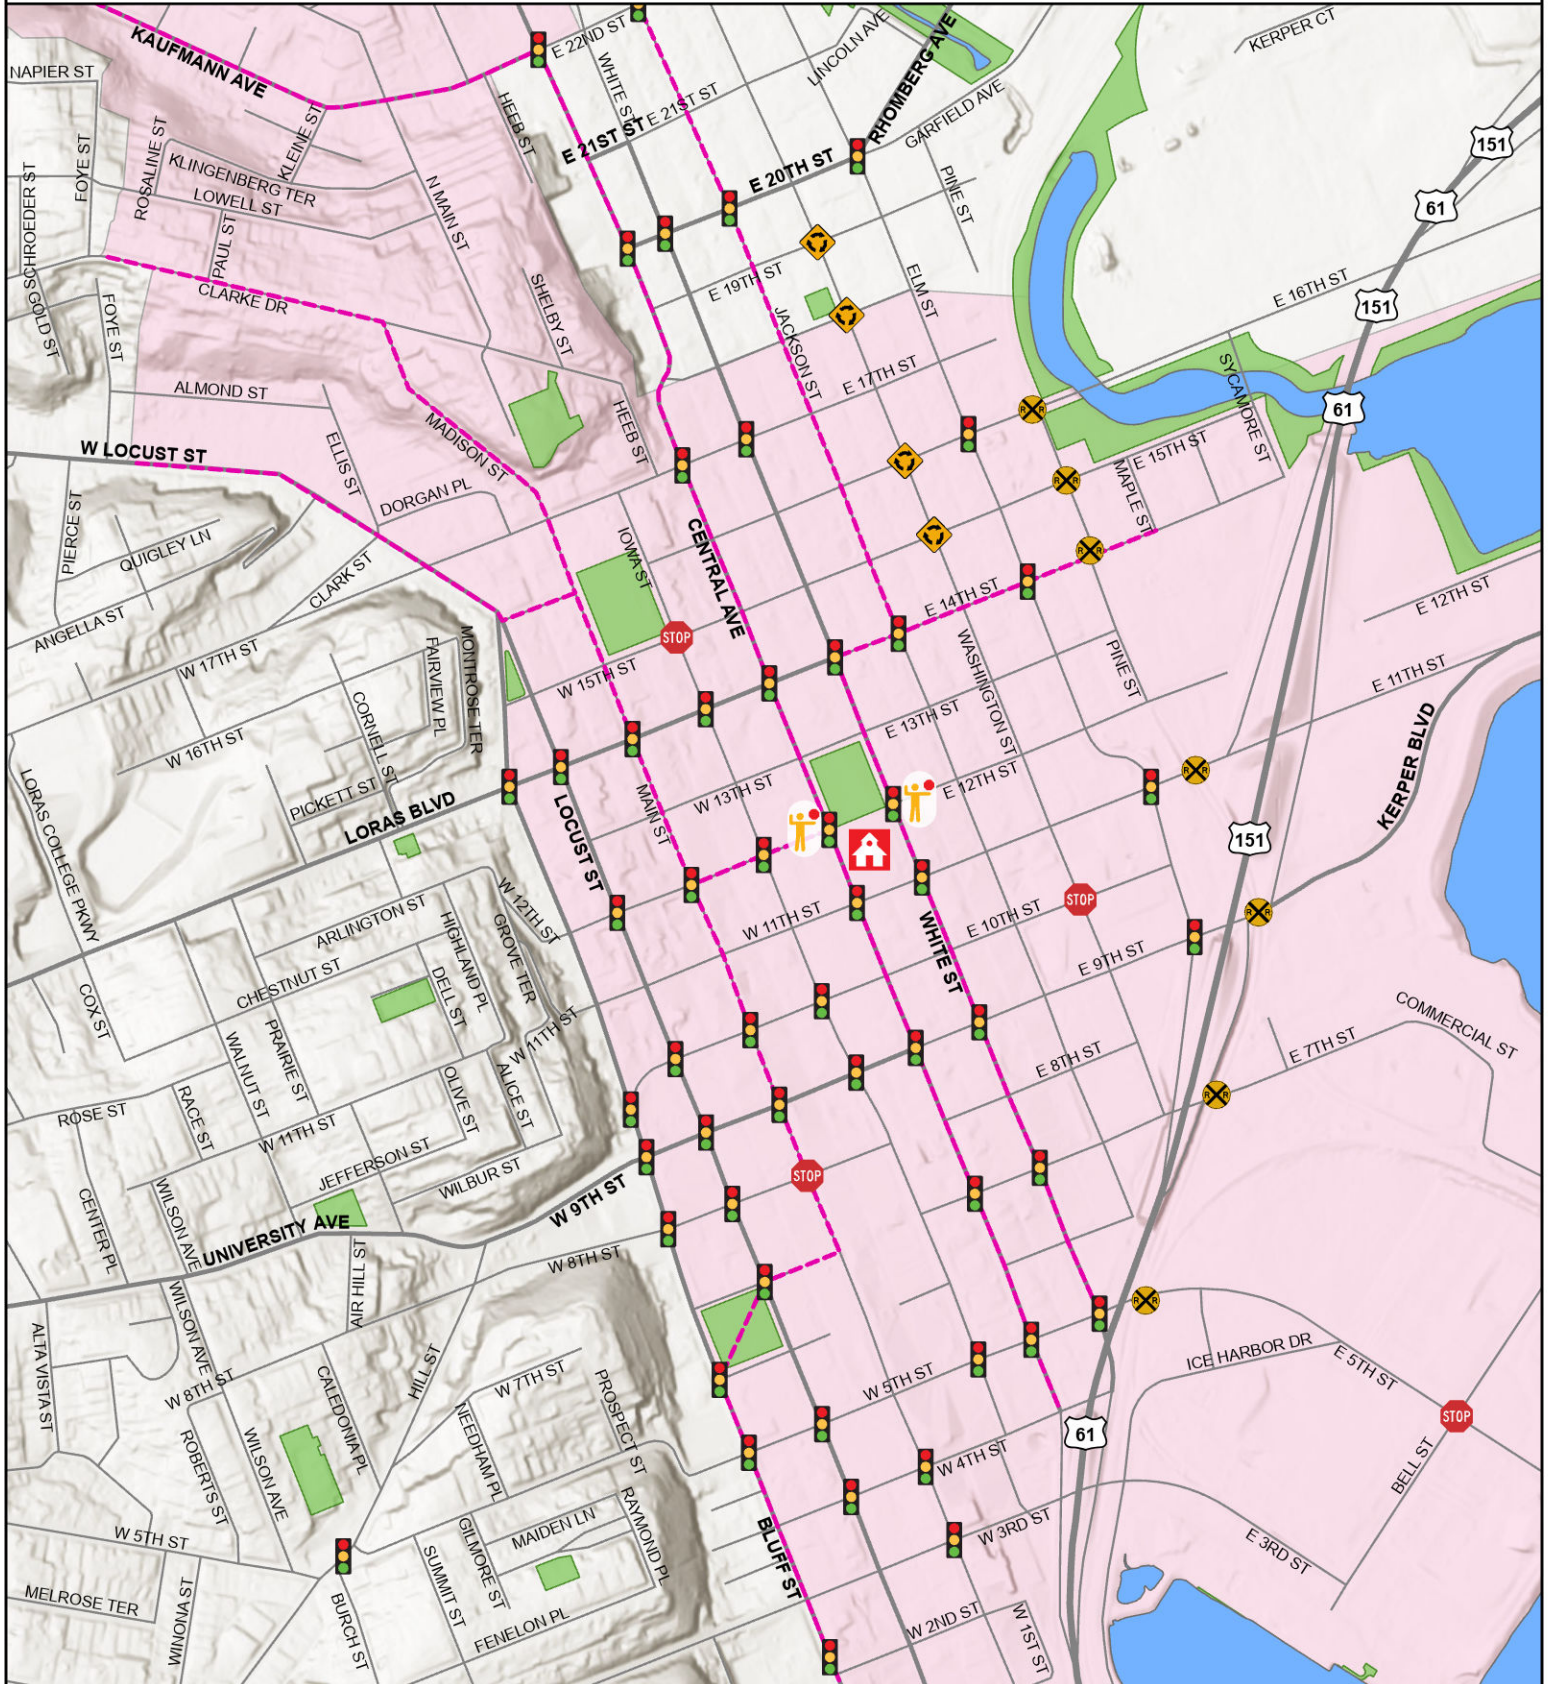 KAUFMANN AVE
E 22ND ST
LINCOLN AVE
RHOMBERG AVE
KERPER CT
NAPIER ST
WHITE ST
E 21ST ST
E 21ST ST
HEEB ST
GARFIELD AVE
KLEINE ST
ROSALINE ST
FOYE ST
SCHROEDER ST
KLINGENBERG TER
LOWELL ST
PAUL ST
N MAIN ST
E 20TH ST
PINE ST
151
61
CLARKE DR
SHELBY ST
E 19TH ST
ELM ST
E 16TH ST
151
GOLD ST
FOYE ST
JACKSON ST
E 17TH ST
SYCAMORE ST
61
ALMOND ST
HEEB ST
W LOCUST ST
ELLIS ST
MADISON ST
E 15TH ST
MAPLE ST
DORGAN PL
PIERCE ST
QUIGLEY LN
CLARK ST
IOWA ST
STOP
CENTRAL AVE
E 14TH ST
E 12TH ST
ANGELLA ST
W 17TH ST
FAIRVIEW PL
MONTROSE TER
W 15TH ST
WASHINGTON ST
PINE ST
E 11TH ST
CORNELL ST
W 16TH ST
E 13TH ST
E 12TH ST
KERPER BLVD
LORAS COLLEGE PKWY
PICKETT ST
LORAS BLVD
LOCUST ST
MAIN ST
W 13TH ST
151
ARLINGTON ST
HIGHLAND PL
GROVE TER
W 12TH ST
W 11TH ST
WHITE ST
E 10TH ST
STOP
E 9TH ST
COX ST
CHESTNUT ST
DELL ST
W 11TH ST
COMMERCIAL ST
PRAIRIE ST
WALNUT ST
E 7TH ST
E 8TH ST
ROSE ST
RACE ST
OLIVE ST
ALICE ST
W 11TH ST
JEFFERSON ST
WILBUR ST
W 9TH ST
STOP
CENTER PL
WILSON AVE
UNIVERSITY AVE
AIR HILL ST
W 8TH ST
WILSON AVE
ALTA VISTA ST
W 8TH ST
CALEDONIA PL
HILL ST
W 7TH ST
PROSPECT ST
W 5TH ST
ICE HARBOR DR
E 5TH ST
STOP
61
ROBERTS ST
WILSON AVE
NEEDHAM PL
W 4TH ST
BELL ST
W 5TH ST
MAIDEN LN
RAYMOND PL
BLUFF ST
W 3RD ST
E 3RD ST
GILMORE ST
SUMMIT ST
MELROSE TER
WINONA ST
BURCH ST
FENELON PL
W 2ND ST
W 1ST ST